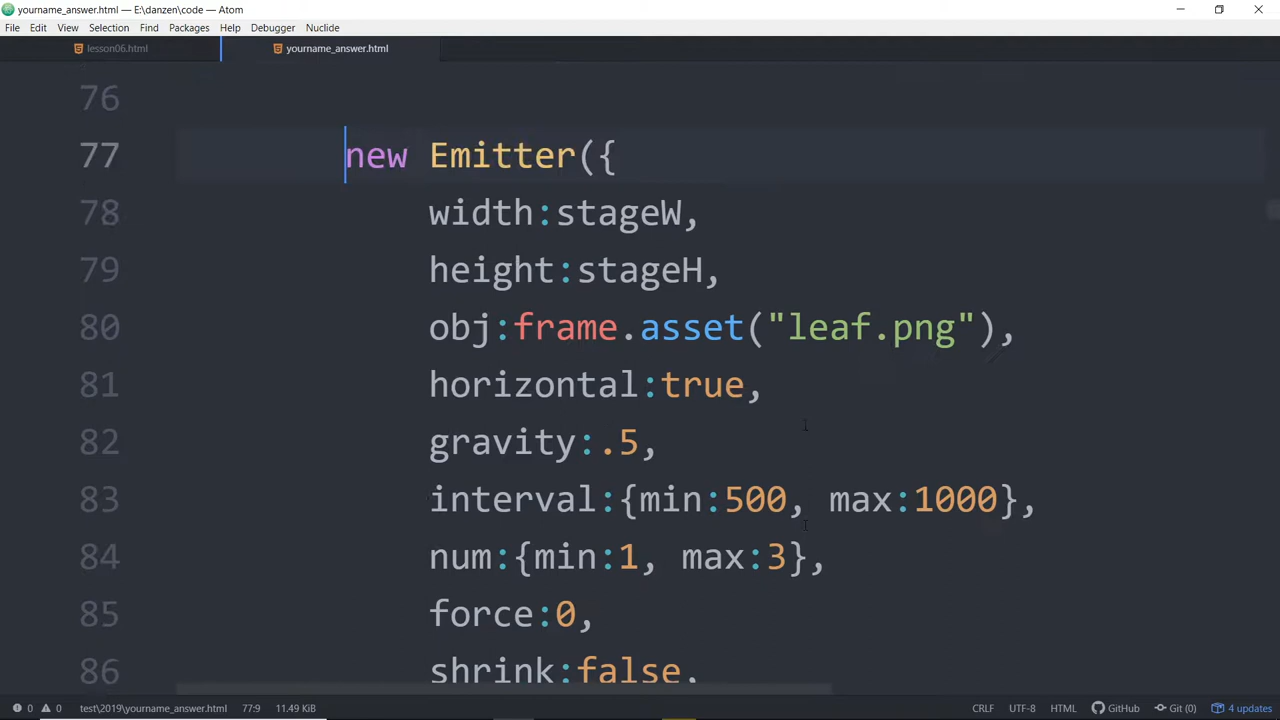 yourname_answer.html — E:\danzen\code — Atom
File Edit View Selection Find Packages Help Debugger Nuclide
lesson06.html yourname_answer.html
76
77 new Emitter({
78 width:stageW,
79 height:stageH,
80 obj:frame.asset("leaf.png"),
81 horizontal:true,
82 gravity:.5,
83 interval:{min:500, max:1000},
84 num:{min:1, max:3},
85 force:0,
86 shrink:false,
0 0 test\2019\yourname_answer.html 77:9 11.49 KiB CRLF UTF-8 HTML GitHub Git (0) 4 updates